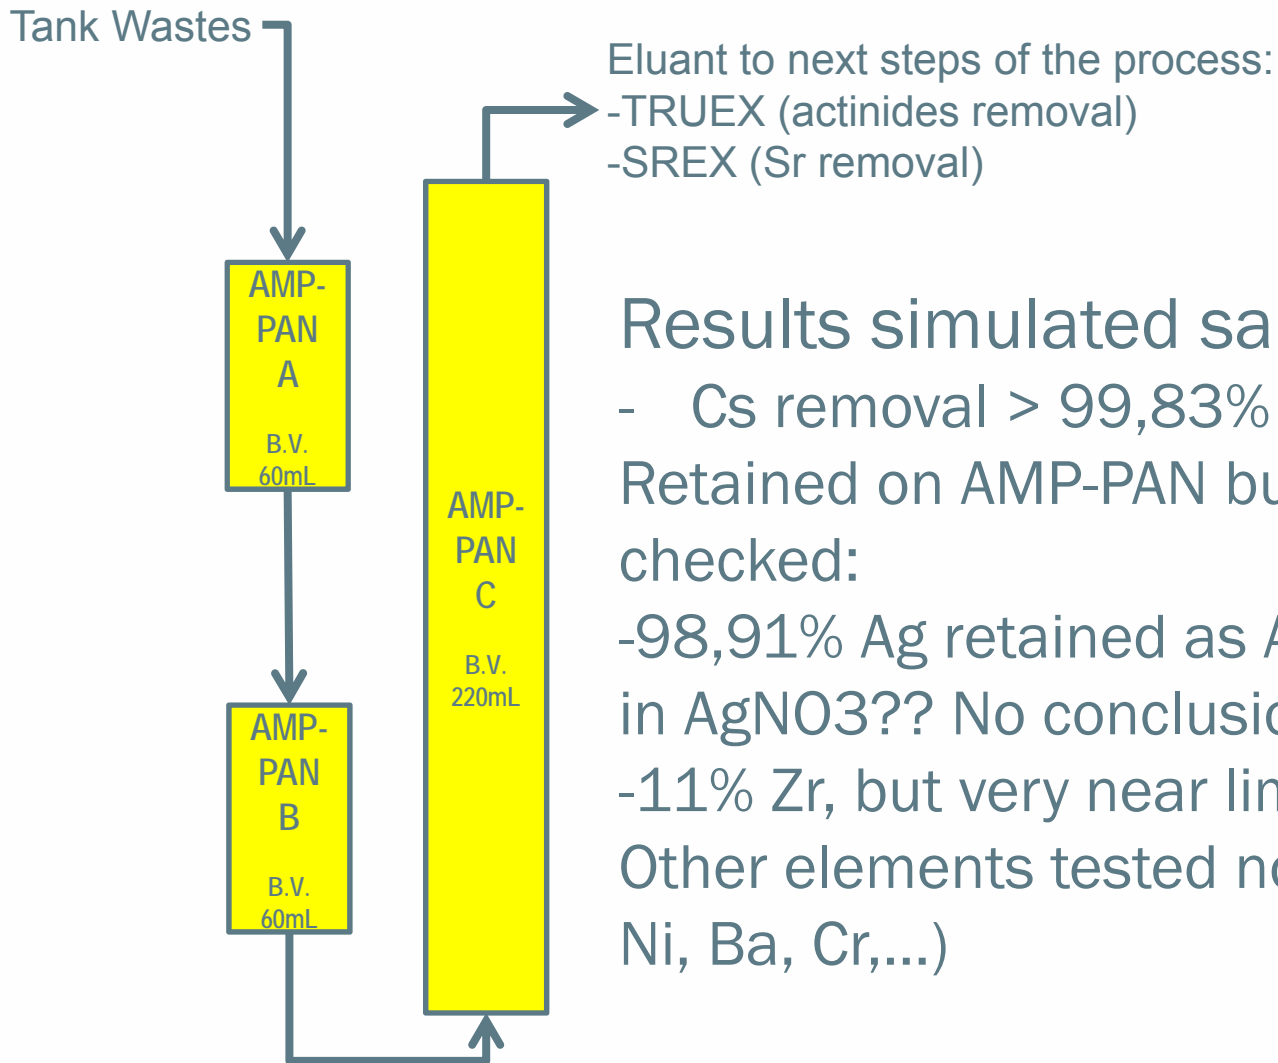 Tank Wastes
Eluant to next steps of the process:
-TRUEX (actinides removal)
-SREX (Sr removal)
AMP-
PAN
A
B.V.
60mL
AMP-
PAN
B
B.V.
60mL
AMP-
PAN
C
B.V.
220mL
Results simulated sa
- Cs removal > 99,83%
Retained on AMP-PAN bu
checked:
-98,91% Ag retained as A
in AgNO3?? No conclusio
-11% Zr, but very near lim
Other elements tested no
Ni, Ba, Cr,...)